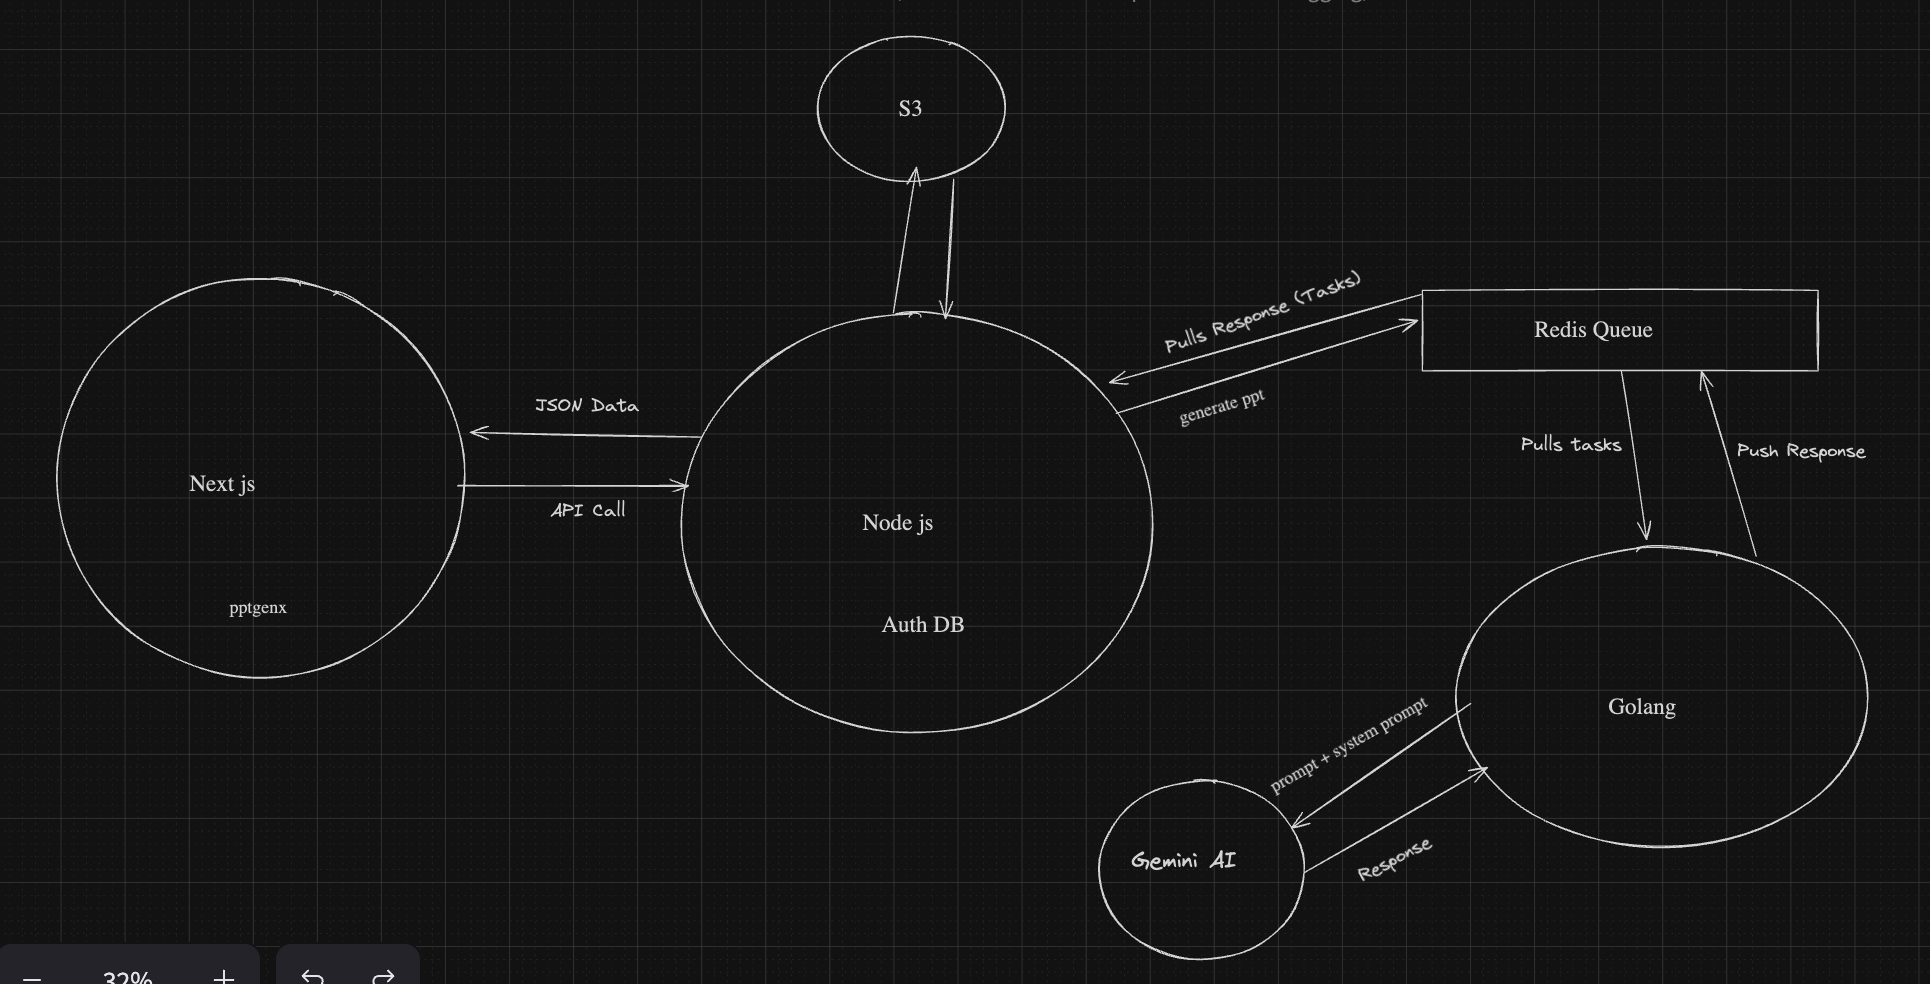 S3
Pulls Response (Tasks)
Redis Queue
generate ppt
JSON Data
API Call
Next js
pptgenx
Node js
Auth DB
Pulls tasks
Push Response
Golang
prompt + system prompt
Gemini AI
Response
32%